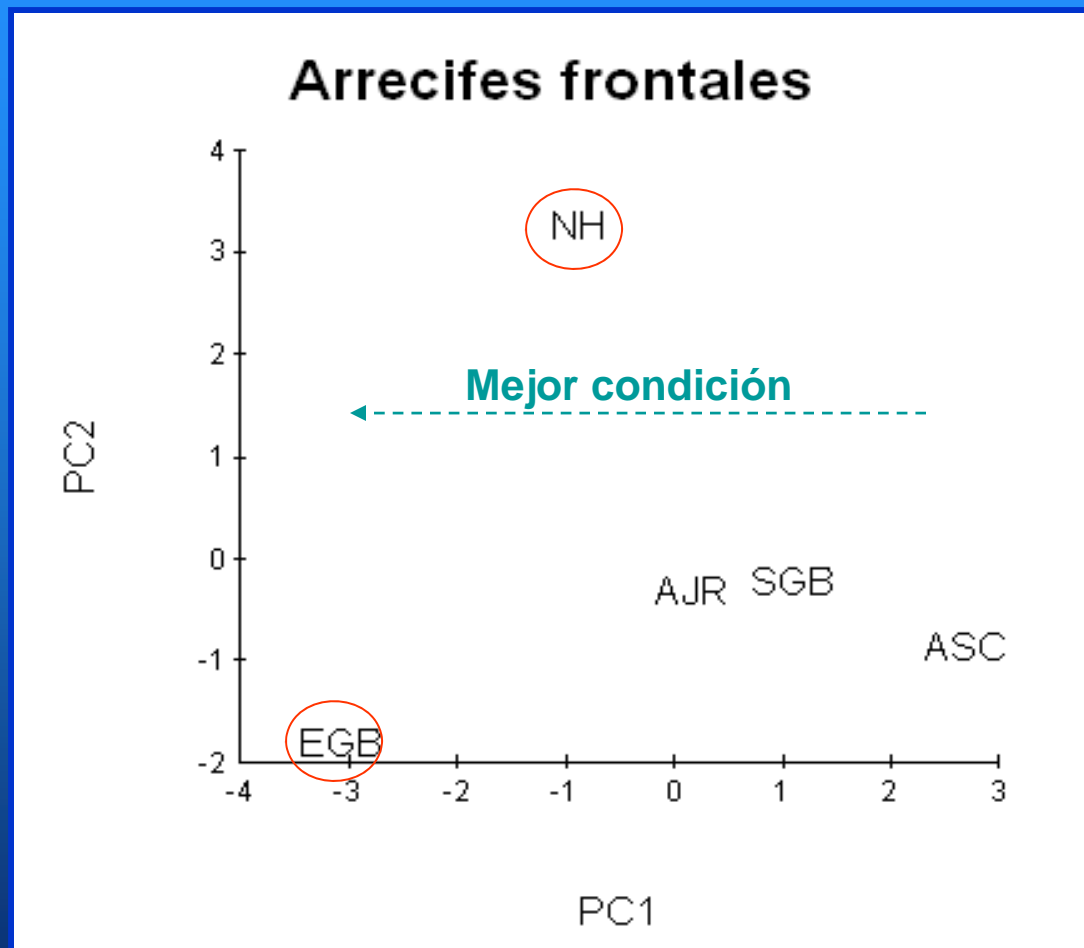 Arrecifes frontales
4
NH
3
2
Mejor condición
PC2
1
0
AJR SGB
ASC
-1
EGB
-2
-4 -3 -2 -1 0 1 2 3
PC1